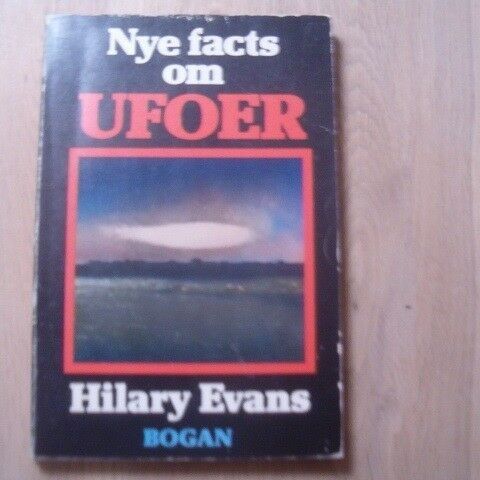 Nye facts
om
UFOER
Hilary Evans
BOGAN